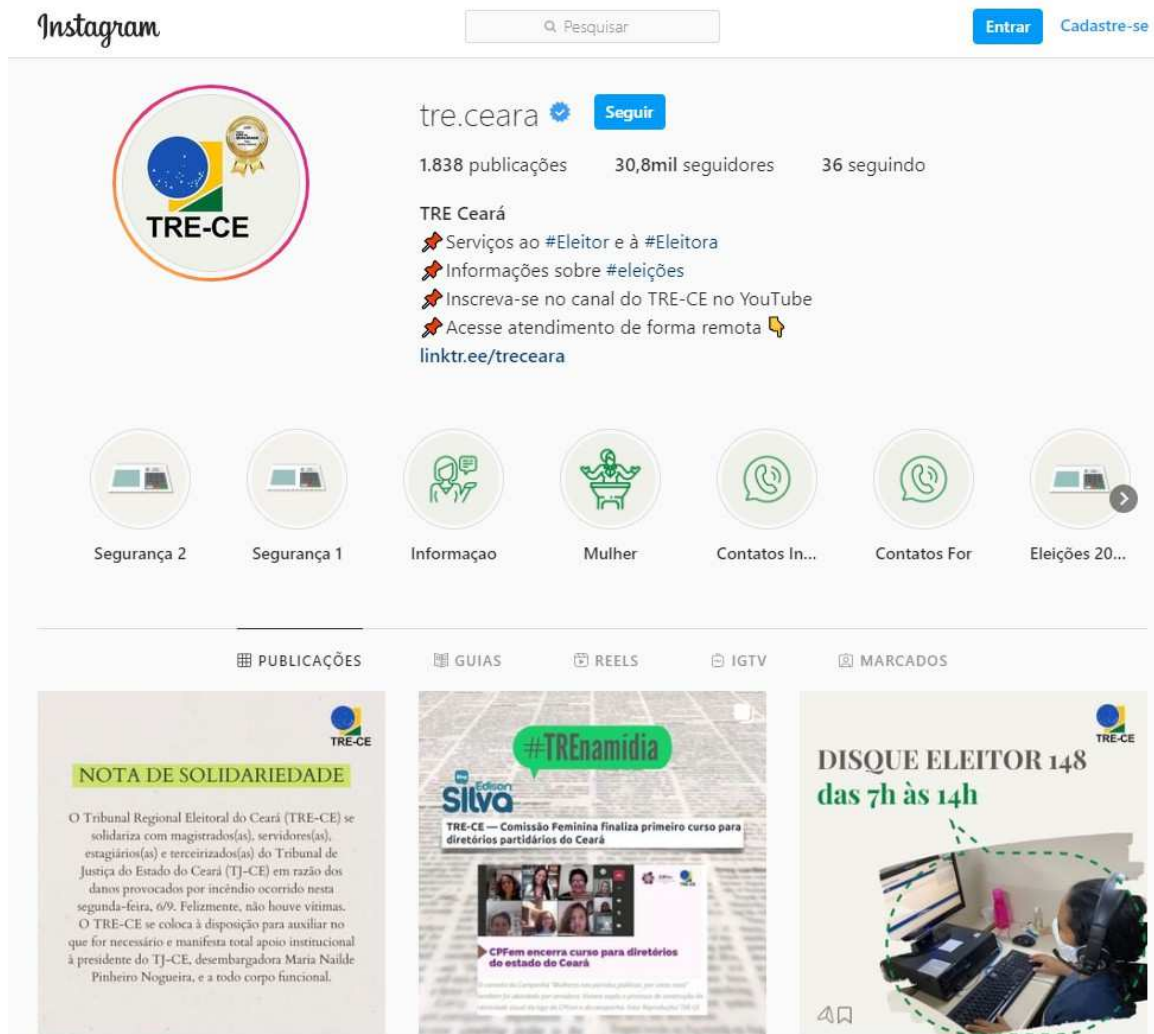 Instagram
Pesquisar
Entrar
Cadastre-se
TRE-CE
tre.ceara
Seguir
1.838 publicações 30,8mil seguidores 36 seguindo
TRE Ceará
📌Serviços ao #Eleitor e à #Eleitora
📌Informações sobre #eleições
📌Inscreva-se no canal do TRE-CE no YouTube
📌Acesse atendimento de forma remota 👇
linktr.ee/treceara
Segurança 2
Segurança 1
Informaçao
Mulher
Contatos In...
Contatos For
Eleições 20...
PUBLICAÇÕES
GUIAS
REELS
IGTV
MARCADOS
TRE-CE
NOTA DE SOLIDARIEDADE
O Tribunal Regional Eleitoral do Ceará (TRE-CE) se
solidariza com magistrados(as), servidores(as),
estagiários(as) e terceirizados(as) do Tribunal de
Justiça do Estado do Ceará (TJ-CE) em razão dos
danos provocados por incêndio ocorrido nesta
segunda-feira, 6/9. Felizmente, não houve vítimas.
O TRE-CE se coloca à disposição para auxiliar no
que for necessário e manifesta total apoio institucional
à presidente do TJ-CE, desembargadora Maria Nailde
Pinheiro Nogueira, e a todo corpo funcional.
#TREnamídia
Blog
Edison
Silva
TRE-CE — Comissão Feminina finaliza primeiro curso para
diretórios partidários do Ceará
CPFem encerra curso para diretórios
do estado do Ceará
TRE-CE
DISQUE ELEITOR 148
das 7h às 14h